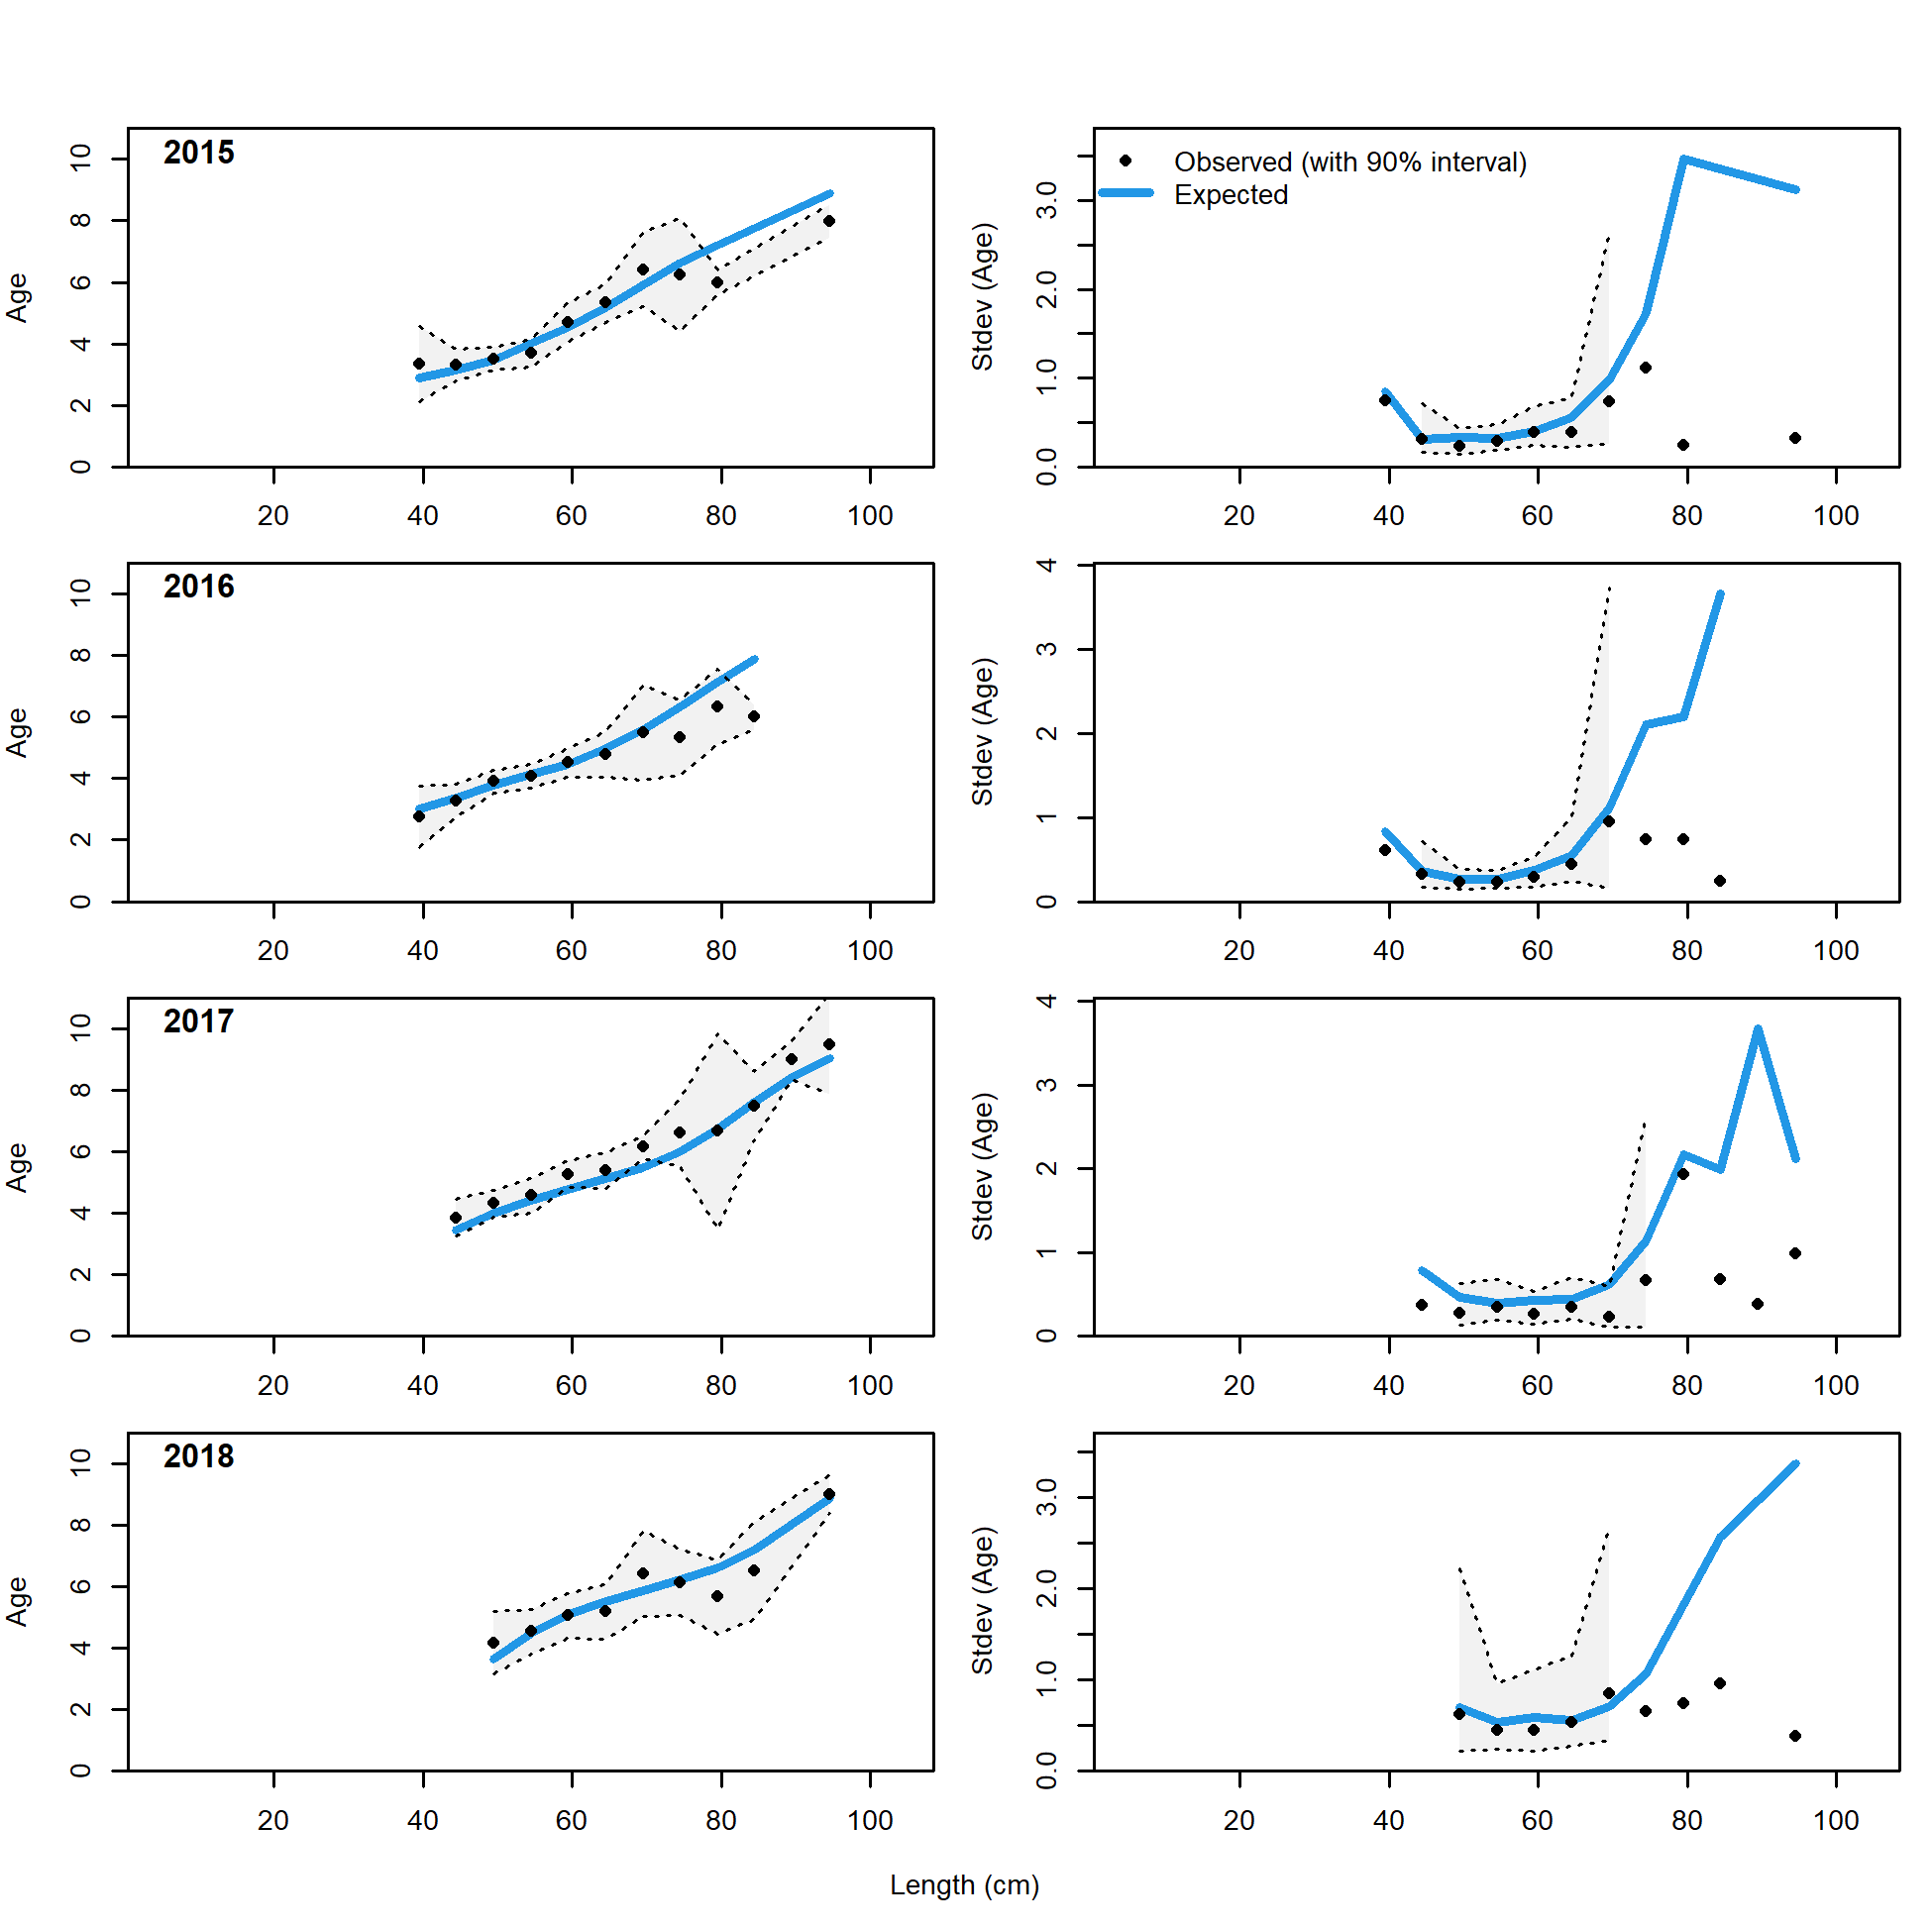 2015
Age
0 2 4 6 8 10
20 40 60 80 100
Observed (with 90% interval)
Expected
Stdev (Age)
0.0 1.0 2.0 3.0
20 40 60 80 100
2016
Age
0 2 4 6 8 10
20 40 60 80 100
Stdev (Age)
0 1 2 3 4
20 40 60 80 100
2017
Age
0 2 4 6 8 10
20 40 60 80 100
Stdev (Age)
0 1 2 3 4
20 40 60 80 100
2018
Age
0 2 4 6 8 10
20 40 60 80 100
Stdev (Age)
0.0 1.0 2.0 3.0
20 40 60 80 100
Length (cm)